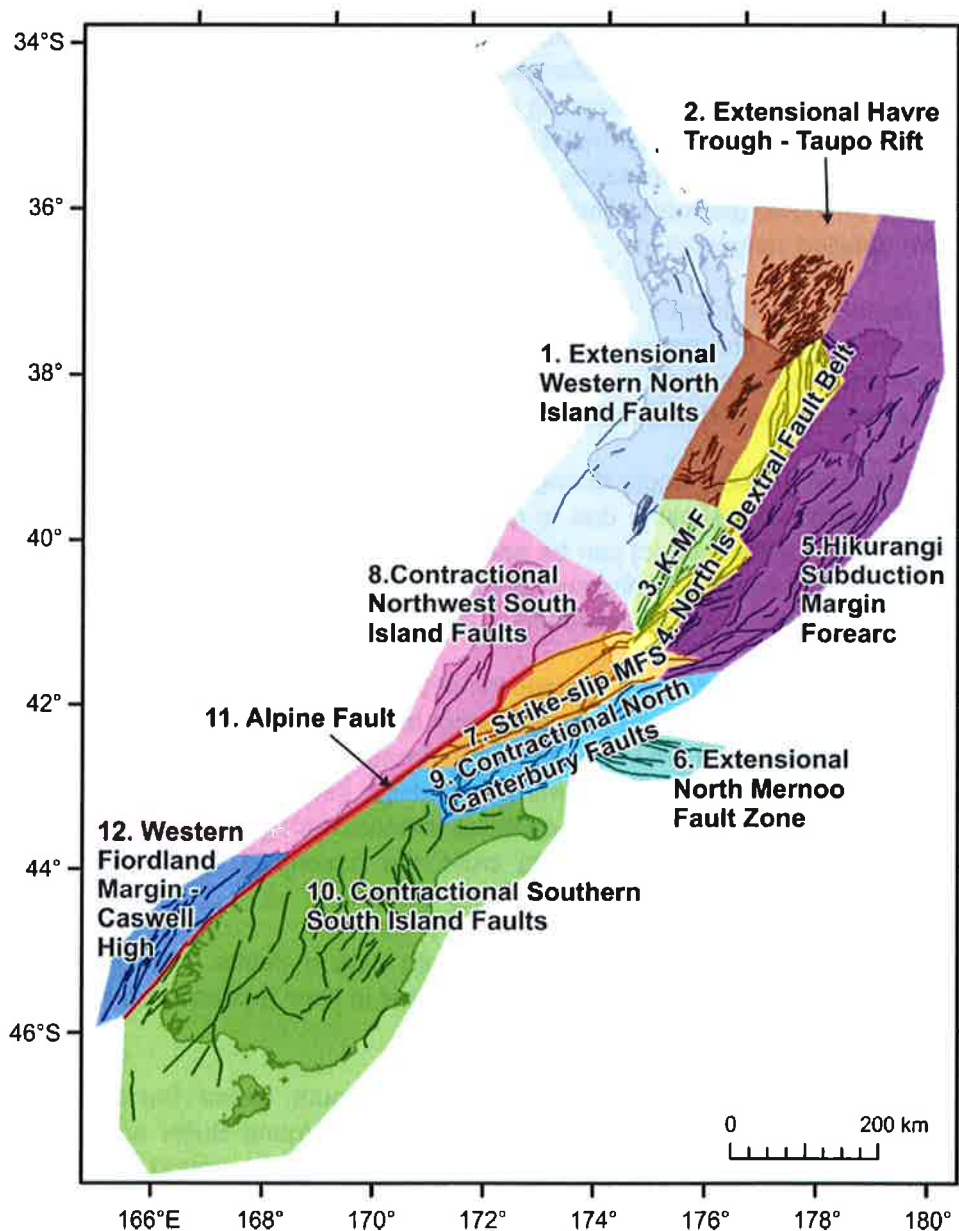 34°S
36°
38°
40°
42°
44°
46°S
2. Extensional Havre
Trough - Taupo Rift
1. Extensional
Western North
Island Faults
3. K-M-F
4. North Is Dextral Fault Belt
5.Hikurangi
Subduction
Margin
Forearc
8.Contractional
Northwest South
Island Faults
7. Strike-slip MFS
11. Alpine Fault
9. Contractional North
Canterbury Faults
6. Extensional
North Mernoo
Fault Zone
12. Western
Fiordland
Margin -
Caswell
High
10. Contractional Southern
South Island Faults
0 200 km
166°E 168° 170° 172° 174° 176° 178° 180°